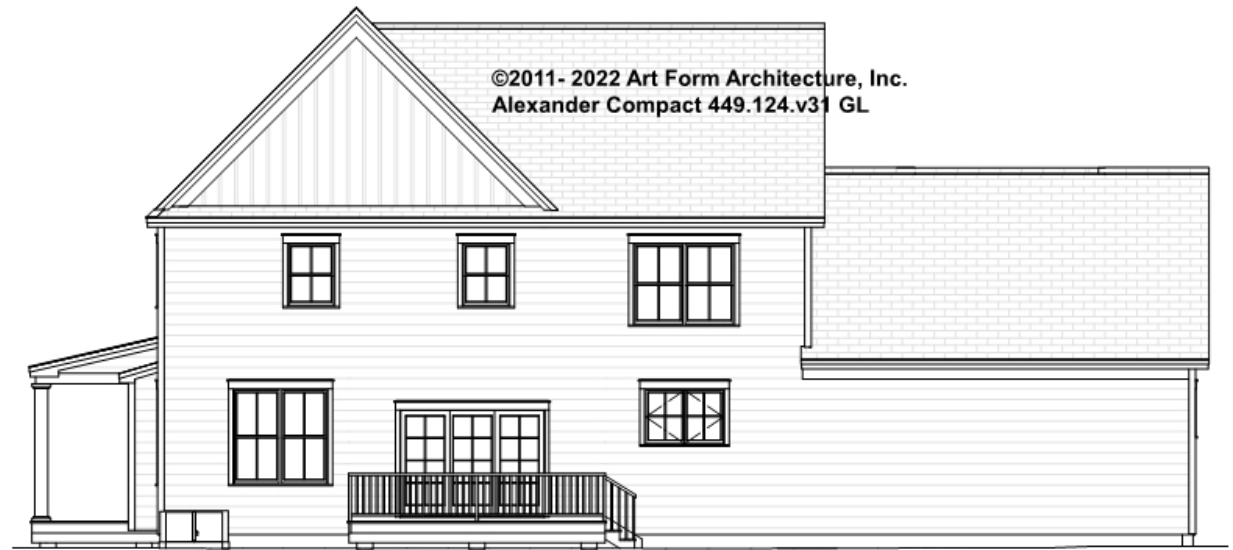 ©2011- 2022 Art Form Architecture, Inc.
Alexander Compact 449.124.v31 GL